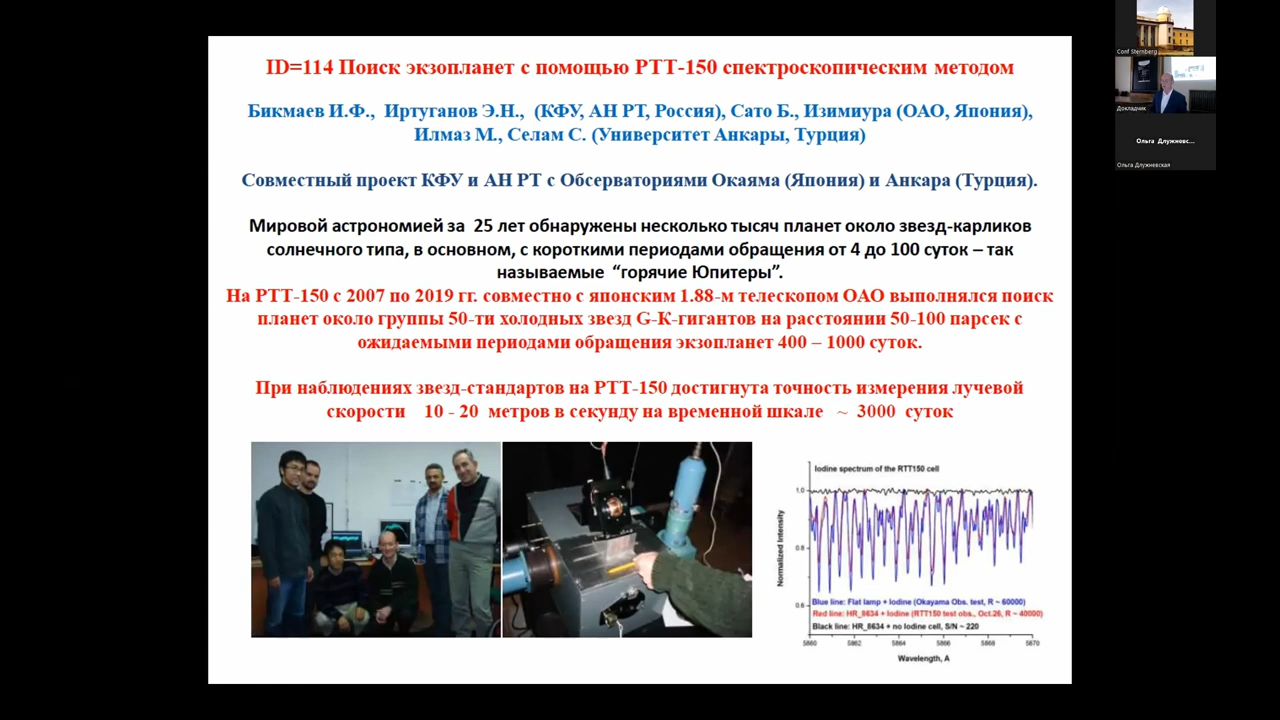 ID=114 Поиск экзопланет с помощью РТТ-150 спектроскопическим методом
Бикмаев И.Ф., Иртуганов Э.Н., (КФУ, АН РТ, Россия), Сато Б., Изимиура (ОАО, Япония),
Илмаз М., Селам С. (Университет Анкары, Турция)
Совместный проект КФУ и АН РТ с Обсерваториями Окаяма (Япония) и Анкара (Турция).
Мировой астрономией за 25 лет обнаружены несколько тысяч планет около звезд-карликов
солнечного типа, в основном, с короткими периодами обращения от 4 до 100 суток – так
называемые “горячие Юпитеры”.
На РТТ-150 с 2007 по 2019 гг. совместно с японским 1.88-м телескопом ОАО выполнялся поиск
планет около группы 50-ти холодных звезд G-K-гигантов на расстоянии 50-100 парсек с
ожидаемыми периодами обращения экзопланет 400 – 1000 суток.
При наблюдениях звезд-стандартов на РТТ-150 достигнута точность измерения лучевой
скорости 10 - 20 метров в секунду на временной шкале ~ 3000 суток
Iodine spectrum of the RTT150 cell
1.0
0.8
0.6
Normalized Intensity
Blue line: Flat lamp + Iodine (Okayama Obs. test, R ~ 60000)
Red line: HR_8634 + Iodine (RTT150 test obs., Oct.26, R ~ 40000)
Black line: HR_8634 + no Iodine cell, S/N ~ 220
5860 5862 5864 5866 5868 5870
Wavelength, A
Conf Sternberg
Докладчик
Ольга Длужневс...
Ольга Длужневская